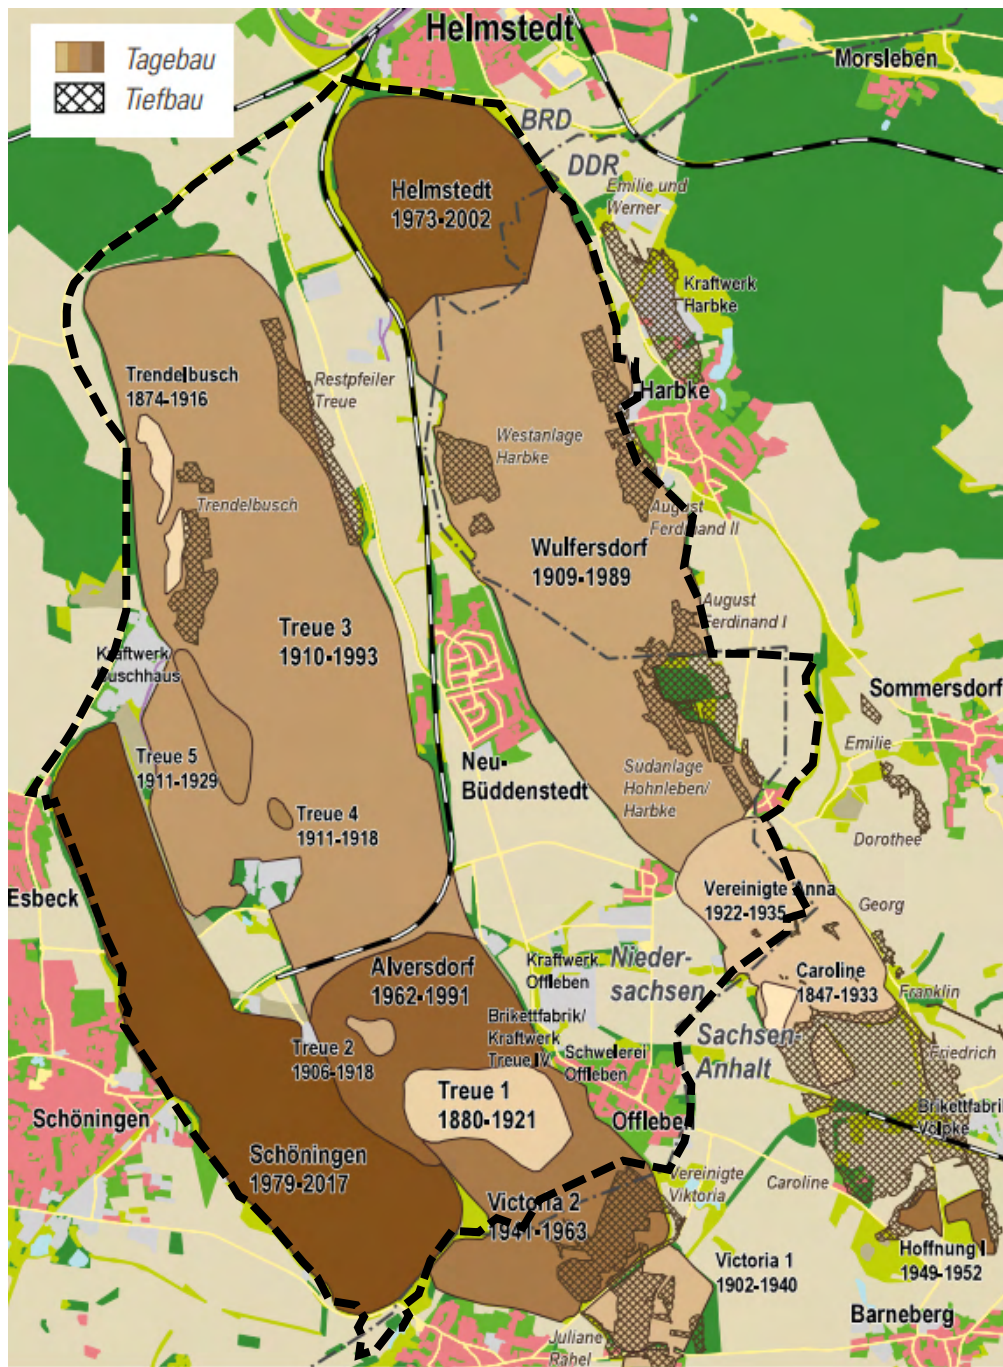 Helmstedt
Tagebau
Tiefbau
Morsleben
BRD
DDR
Helmstedt
1973-2002
Emilie und
Werner
Kraftwerk
Harbke
Trendelbusch
1874-1916
Restpfeiler
Treue
Harbke
Westanlage
Harbke
Trendelbusch
August
Ferdinand II
Wulfersdorf
1909-1989
August
Ferdinand I
Treue 3
1910-1993
Kraftwerk
Buschhaus
Sommersdorf
Emilie
Treue 5
1911-1929
Neu-
Büddenstedt
Südanlage
Hohnleben/
Harbke
Treue 4
1911-1918
Dorothee
Esbeck
Vereinigte Anna
1922-1935
Georg
Alversdorf
1962-1991
Kraftwerk
Offleben
Nieder-
sachsen
Caroline
1847-1933
Franklin
Brikettfabrik/
Kraftwerk
Treue IV
Sachsen-
Anhalt
Treue 2
1906-1918
Schwelerei
Offleben
Friedrich
Treue 1
1880-1921
Schöningen
Offleben
Brikettfabrik
Völpke
Schöningen
1979-2017
Vereinigte
Viktoria
Caroline
Victoria 2
1941-1963
Victoria 1
1902-1940
Hoffnung I
1949-1952
Barneberg
Juliane
Rahel